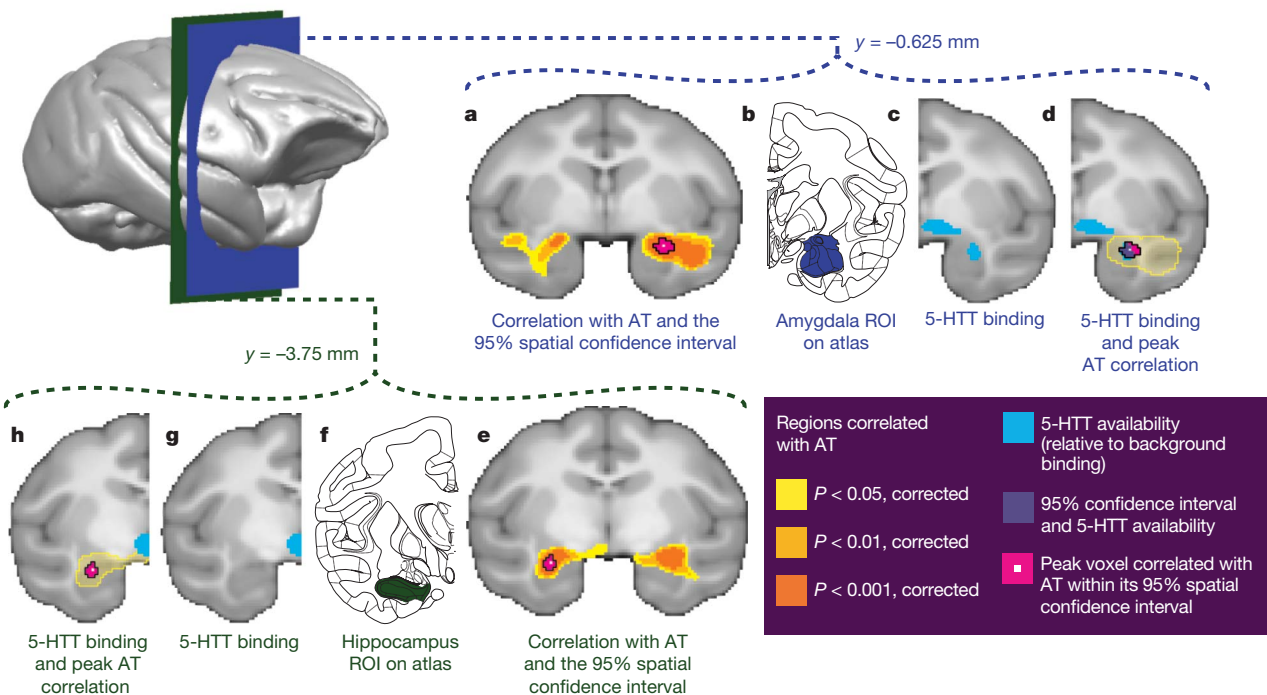 y = –0.625 mm
a
b
c
d
Correlation with AT and the
95% spatial confidence interval
Amygdala ROI
on atlas
5-HTT binding
5-HTT binding
and peak
AT correlation
y = –3.75 mm
h
g
f
e
5-HTT binding
and peak AT
correlation
5-HTT binding
Hippocampus
ROI on atlas
Correlation with AT
and the 95% spatial
confidence interval
Regions correlated
with AT
P < 0.05, corrected
P < 0.01, corrected
P < 0.001, corrected
5-HTT availability
(relative to background
binding)
95% confidence interval
and 5-HTT availability
Peak voxel correlated with
AT within its 95% spatial
confidence interval